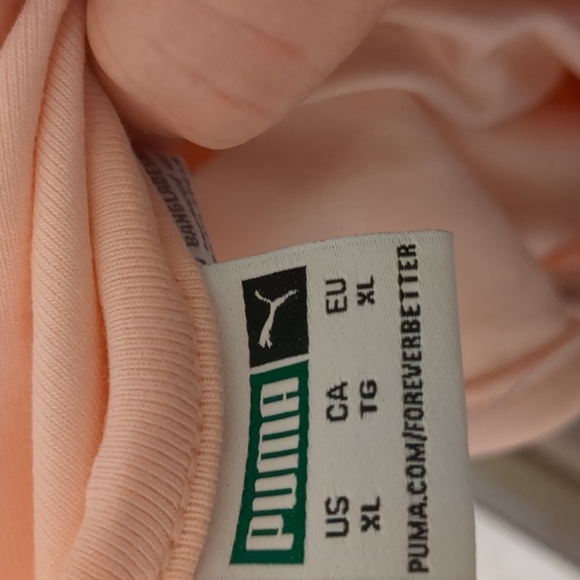 PUMA
US CA EU
XL TG XL
PUMA.COM/FOREVERBETTER